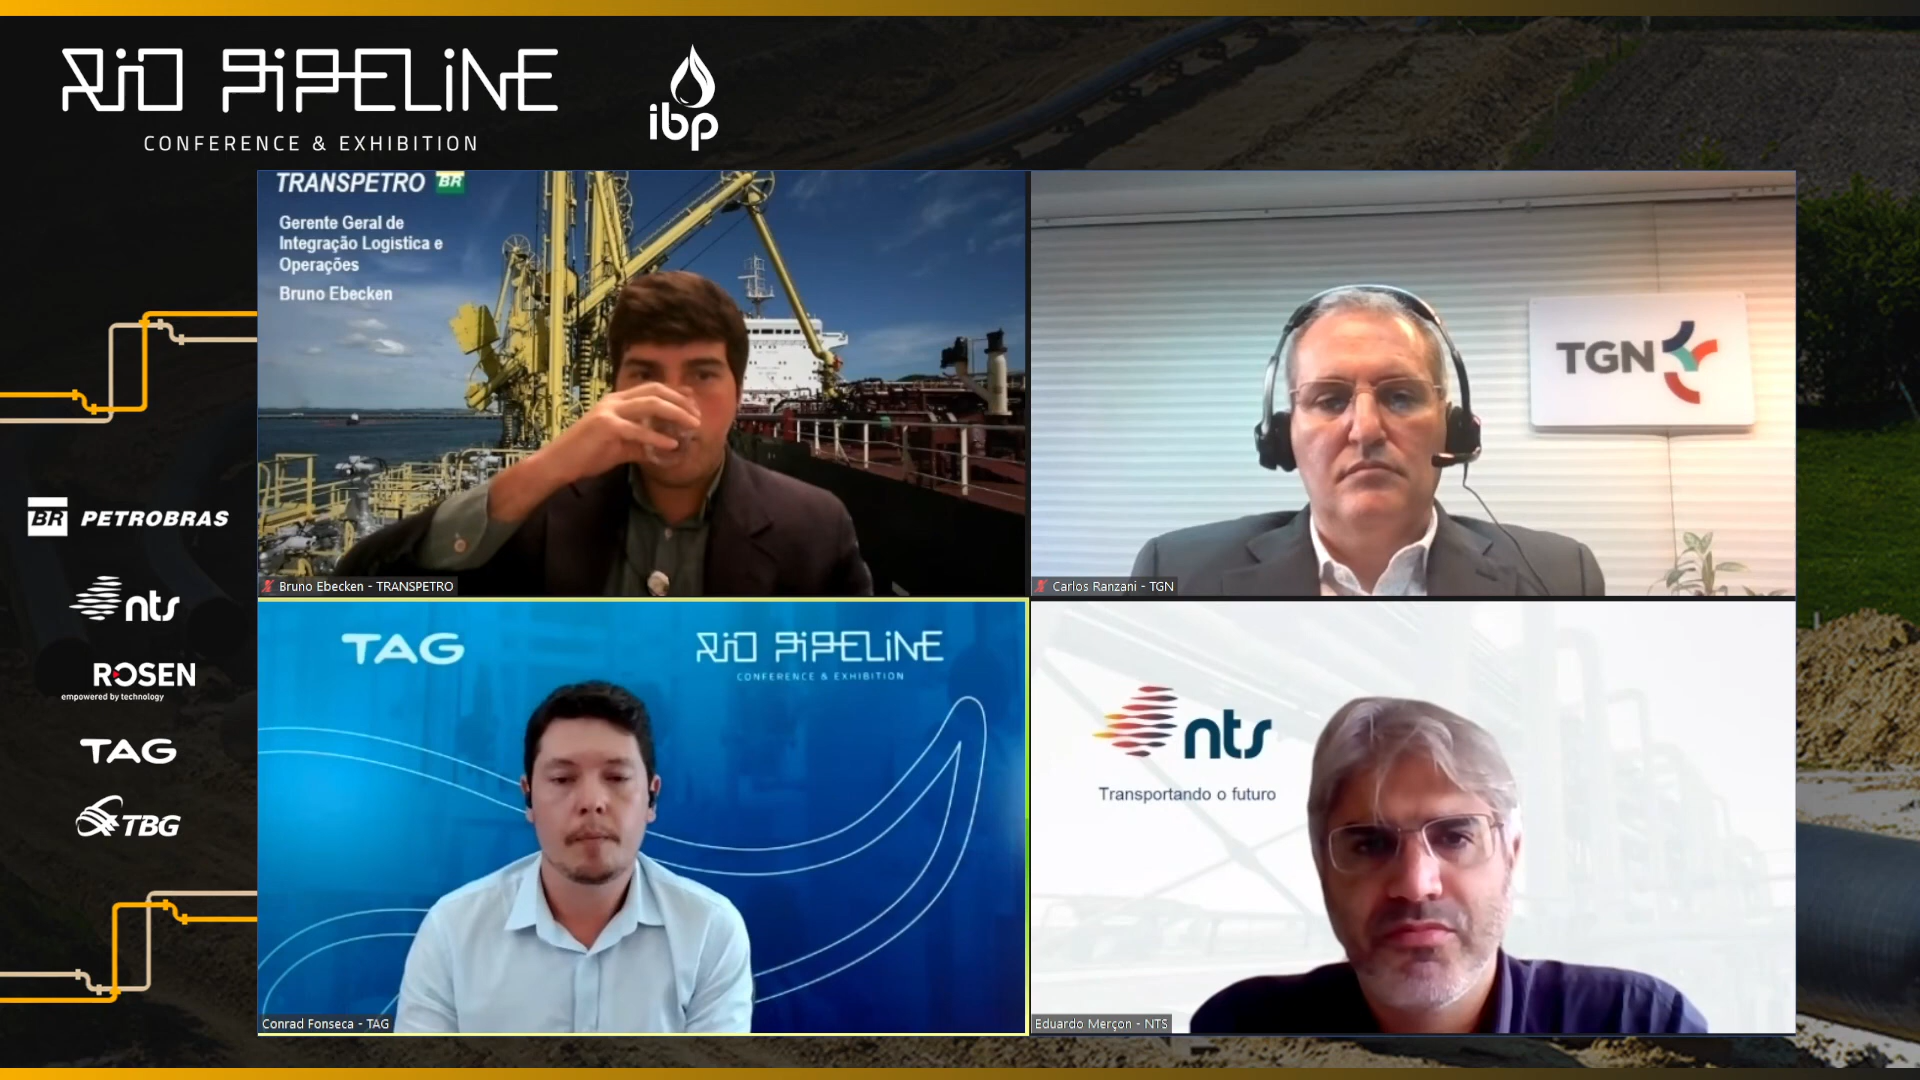 RIO PIPELINE
CONFERENCE & EXHIBITION
ibp
TRANSPETRO BR
Gerente Geral de
Integração Logística e
Operações
Bruno Ebecken
Bruno Ebecken - TRANSPETRO
TGN
Carlos Ranzani - TGN
BR PETROBRAS
nts
ROSEN
empowered by technology
TAG
TBG
TAG
RIO PIPELINE
CONFERENCE & EXHIBITION
Conrad Fonseca - TAG
nts
Transportando o futuro
Eduardo Merçon - NTS